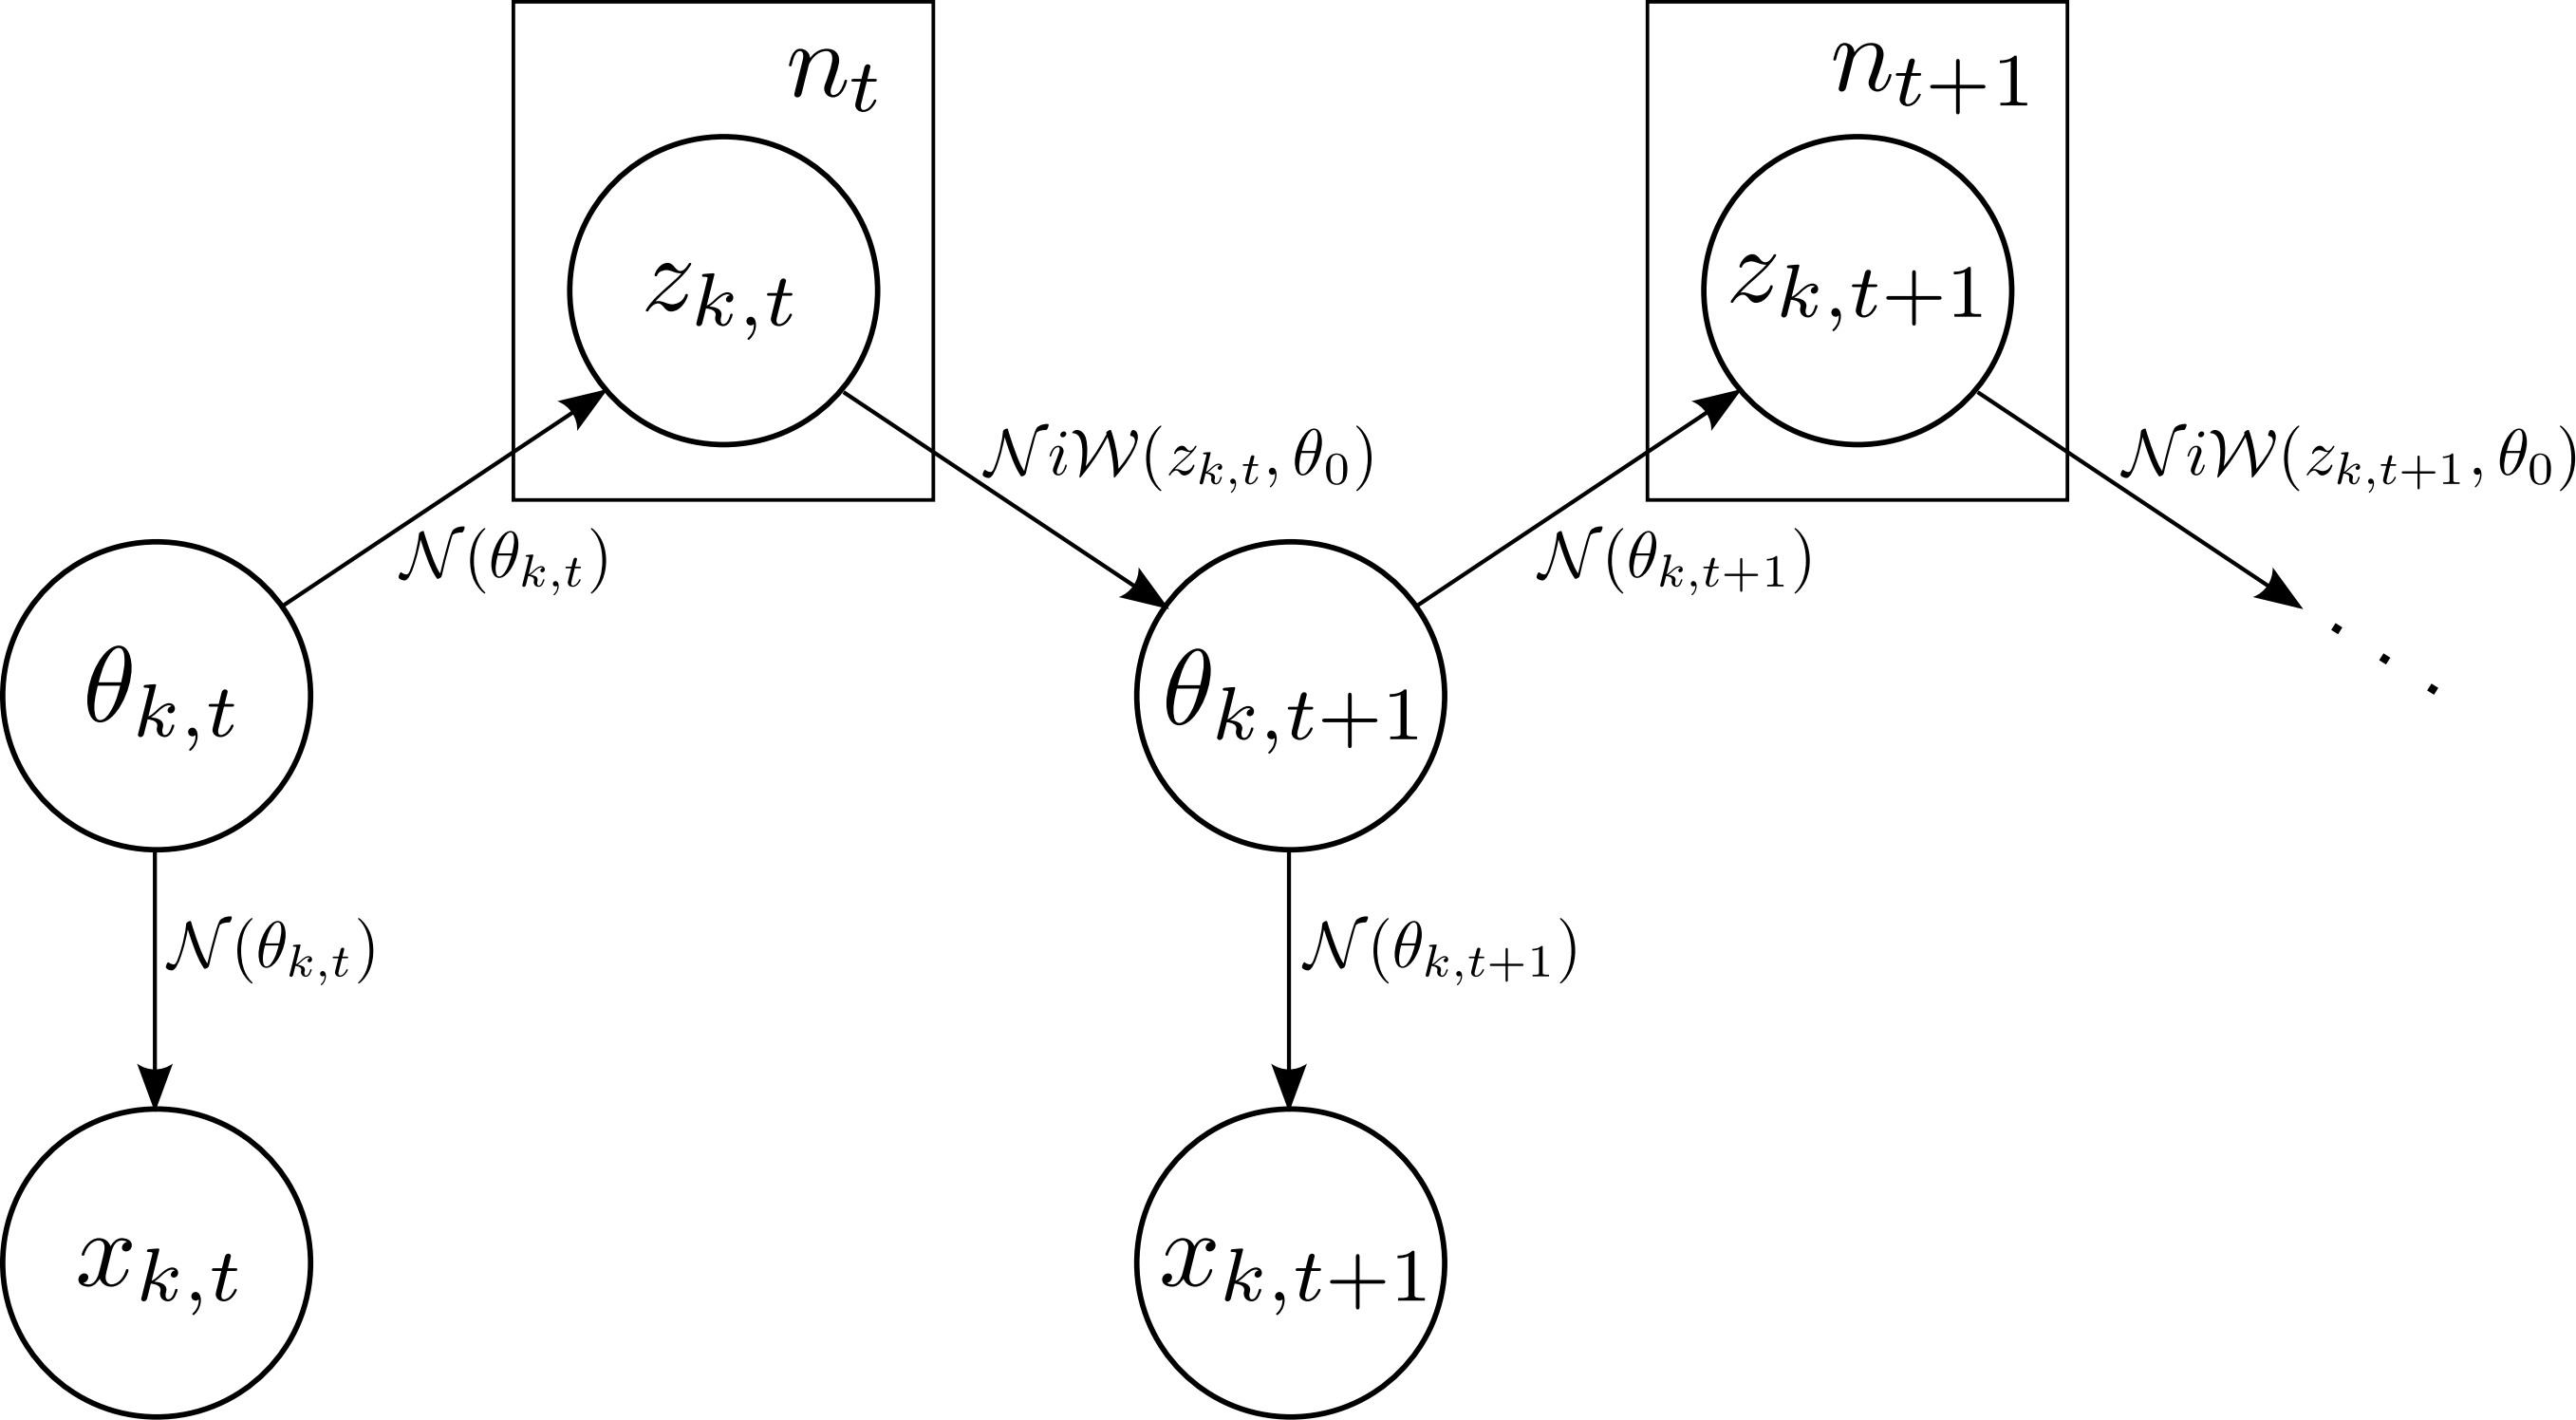 n_t
n_{t+1}
z_{k,t}
z_{k,t+1}
𝒩i𝒲(z_{k,t}, θ_0)
𝒩i𝒲(z_{k,t+1}, θ_0)
𝒩(θ_{k,t})
𝒩(θ_{k,t+1})
θ_{k,t}
θ_{k,t+1}
𝒩(θ_{k,t})
𝒩(θ_{k,t+1})
x_{k,t}
x_{k,t+1}